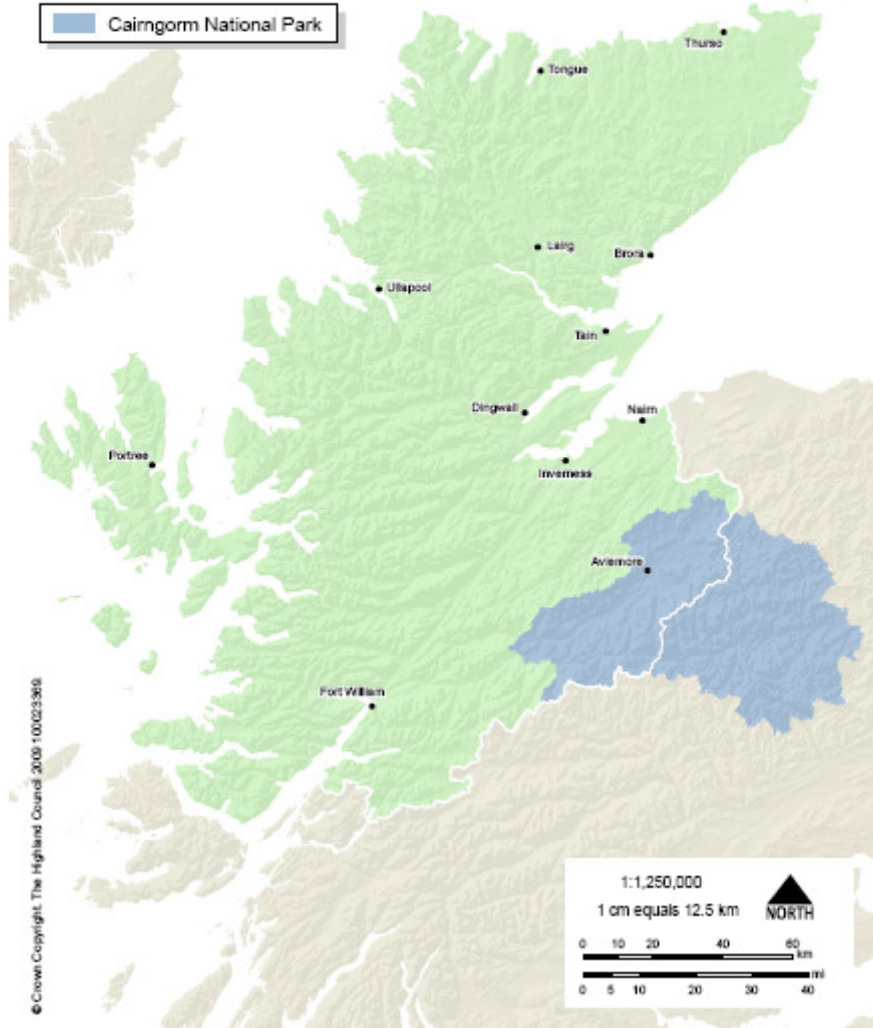 Cairngorm National Park
Thurso
Tongue
Lairg
Brora
Ullapool
Tain
Dingwall
Nairn
Portree
Inverness
Aviemore
Fort William
© Crown Copyright. The Highland Council 2009 100023369
1:1,250,000
1 cm equals 12.5 km
NORTH
0 10 20 40 60
km
mi
0 5 10 20 30 40